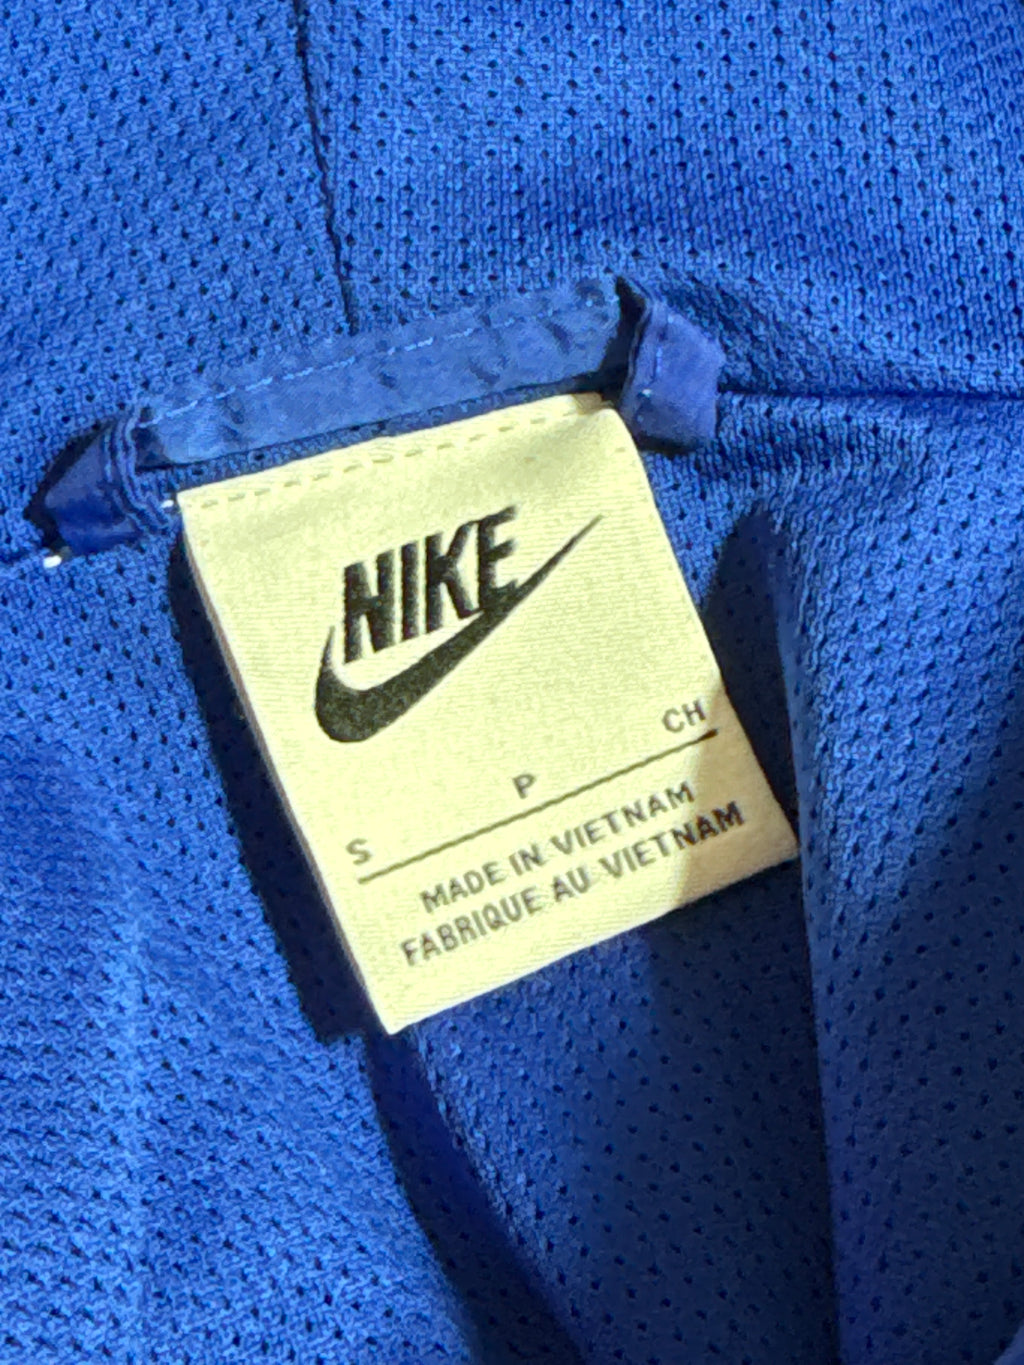 NIKE
S P CH
MADE IN VIETNAM
FABRIQUE AU VIETNAM